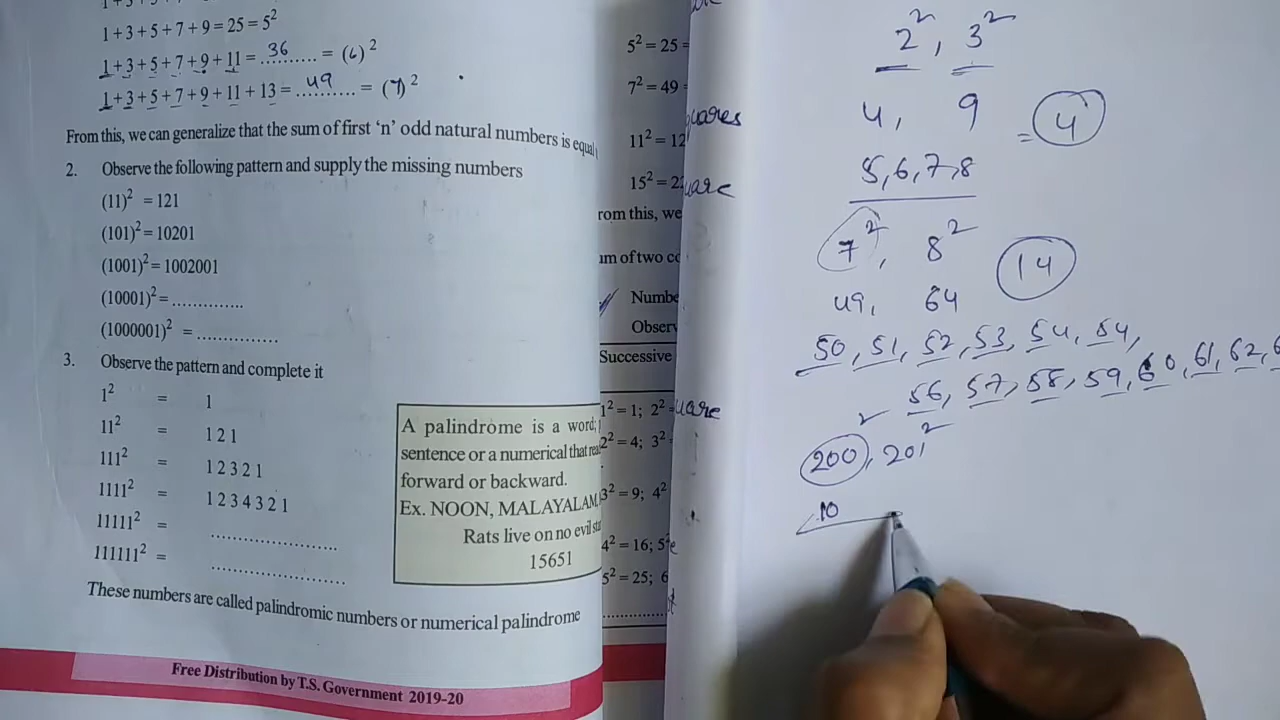 1+3+5+7+9 = 25 = 5²
1+3+5+7+9+11 = 36 = (6)²
1+3+5+7+9+11+13 = 49 = (7)²
From this, we can generalize that the sum of first 'n' odd natural numbers is equal
2. Observe the following pattern and supply the missing numbers
(11)² = 121
(101)² = 10201
(1001)² = 1002001
(10001)² = ..............
(1000001)² = ................
3. Observe the pattern and complete it
1² = 1
11² = 1 2 1
111² = 1 2 3 2 1
1111² = 1 2 3 4 3 2 1
11111² = .........................
111111² = ..........................
These numbers are called palindromic numbers or numerical palindrome
A palindrome is a word;
sentence or a numerical that rea
forward or backward.
Ex. NOON, MALAYALAM,
Rats live on no evil sta
15651
Free Distribution by T.S. Government 2019-20
5² = 25 =
7² = 49 =
11² = 12
15² = 22
rom this, we
um of two co
Numbe
Observ
Successive
1² = 1; 2²
2² = 4; 3²
3² = 9; 4²
4² = 16; 5²
5² = 25; 6
quares
uare
uare
2², 3²
4, 9
= 4
5, 6, 7, 8
7², 8²
14
49, 64
50, 51, 52, 53, 54, 54,
56, 57, 58, 59, 60, 61, 62, 6
200², 201²
10